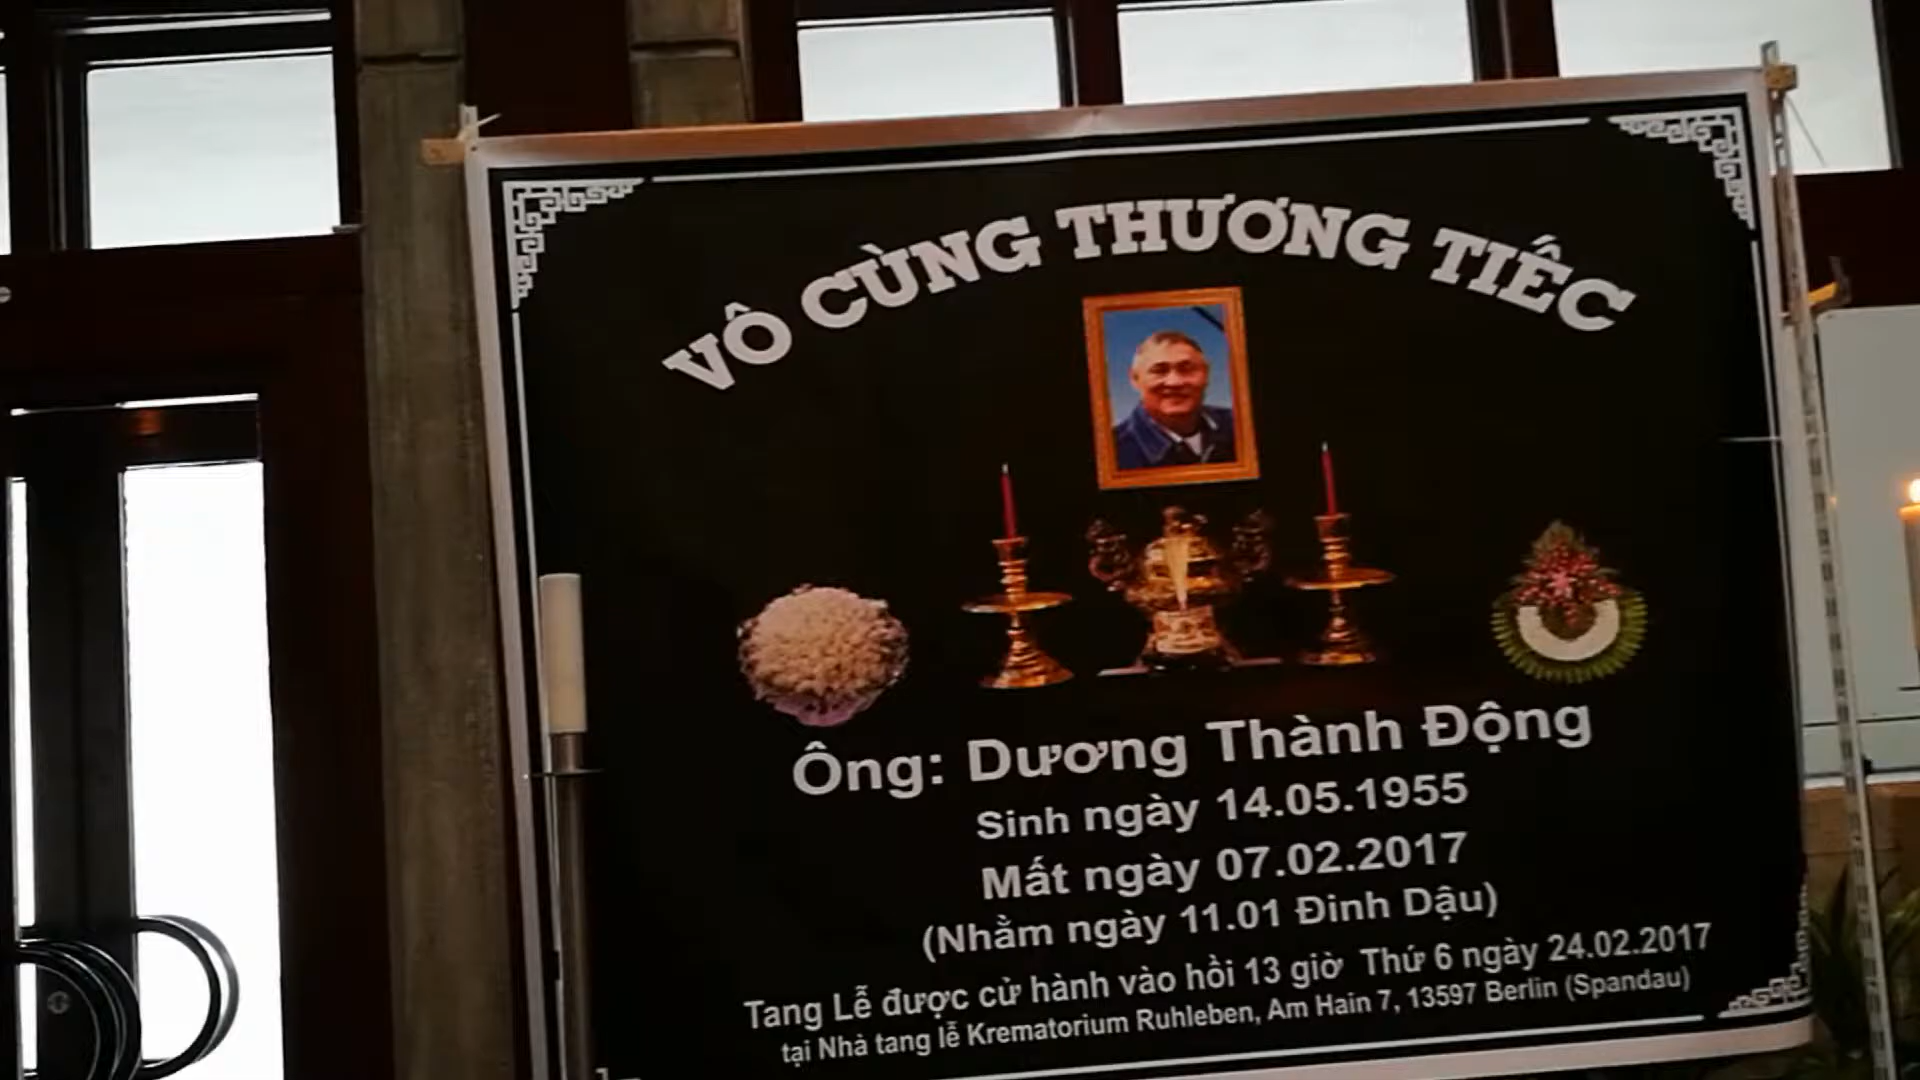 VÔ CÙNG THƯƠNG TIẾC
Ông: Dương Thành Động
Sinh ngày 14.05.1955
Mất ngày 07.02.2017
(Nhằm ngày 11.01 Đinh Dậu)
Tang Lễ được cử hành vào hồi 13 giờ Thứ 6 ngày 24.02.2017
tại Nhà tang lễ Krematorium Ruhleben, Am Hain 7, 13597 Berlin (Spandau)